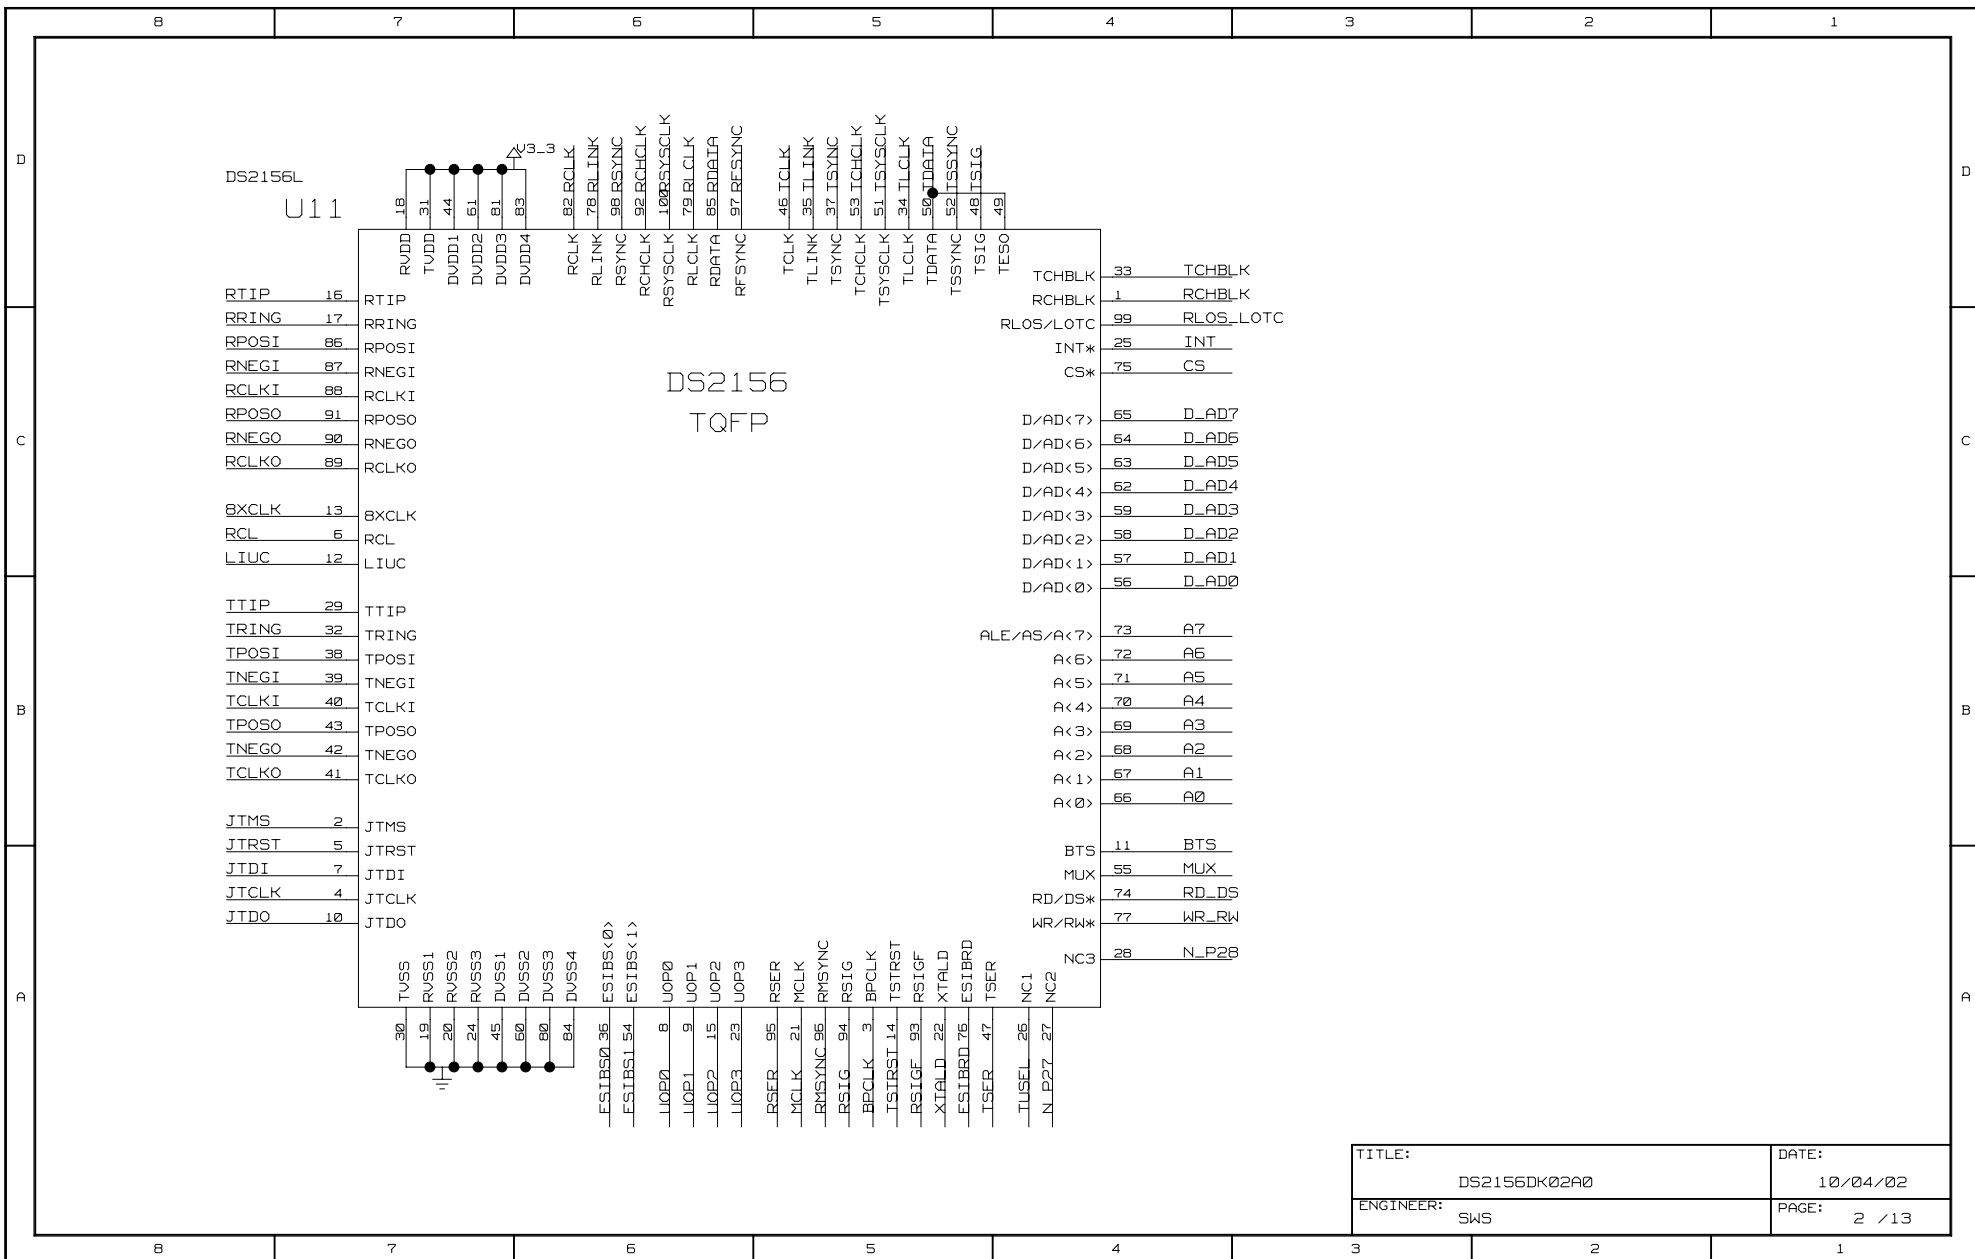 8 7 6 5 4 3 2 1
D D
C C
B B
A A
DS2156L
U11
V3_3
18 31 44 61 81 83
RVDD TVDD DVDD1 DVDD2 DVDD3 DVDD4
82 RCLK 78 RLINK 98 RSYNC 92 RCHCLK 100 RSYSCLK 79 RLCLK 85 RDATA 97 RFSYNC
RCLK RLINK RSYNC RCHCLK RSYSCLK RLCLK RDATA RFSYNC
46 TCLK 35 TLINK 37 TSYNC 53 TCHCLK 51 TSYSCLK 34 TLCLK 50 TDATA 52 TSSYNC 48 TSIG 49
TCLK TLINK TSYNC TCHCLK TSYSCLK TLCLK TDATA TSSYNC TSIG TESO
DS2156
TQFP
RTIP 16 RTIP
RRING 17 RRING
RPOSI 86 RPOSI
RNEGI 87 RNEGI
RCLKI 88 RCLKI
RPOSO 91 RPOSO
RNEGO 90 RNEGO
RCLKO 89 RCLKO
8XCLK 13 8XCLK
RCL 6 RCL
LIUC 12 LIUC
TTIP 29 TTIP
TRING 32 TRING
TPOSI 38 TPOSI
TNEGI 39 TNEGI
TCLKI 40 TCLKI
TPOSO 43 TPOSO
TNEGO 42 TNEGO
TCLKO 41 TCLKO
JTMS 2 JTMS
JTRST 5 JTRST
JTDI 7 JTDI
JTCLK 4 JTCLK
JTDO 10 JTDO
TCHBLK 33 TCHBLK
RCHBLK 1 RCHBLK
RLOS/LOTC 99 RLOS_LOTC
INT* 25 INT
CS* 75 CS
D/AD<7> 65 D_AD7
D/AD<6> 64 D_AD6
D/AD<5> 63 D_AD5
D/AD<4> 62 D_AD4
D/AD<3> 59 D_AD3
D/AD<2> 58 D_AD2
D/AD<1> 57 D_AD1
D/AD<0> 56 D_AD0
ALE/AS/A<7> 73 A7
A<6> 72 A6
A<5> 71 A5
A<4> 70 A4
A<3> 69 A3
A<2> 68 A2
A<1> 67 A1
A<0> 66 A0
BTS 11 BTS
MUX 55 MUX
RD/DS* 74 RD_DS
WR/RW* 77 WR_RW
NC3 28 N_P28
TVSS RVSS1 RVSS2 RVSS3 DVSS1 DVSS2 DVSS3 DVSS4
30 19 20 24 45 60 80 84
ESIBS<0> ESIBS<1> UOP0 UOP1 UOP2 UOP3
ESIBS0 36 ESIBS1 54 UOP0 8 UOP1 9 UOP2 15 UOP3 23
RSER MCLK RMSYNC RSIG BPCLK TSTRST RSIGF XTALD ESIBRD TSER NC1 NC2
RSER 95 MCLK 21 RMSYNC 96 RSIG 94 BPCLK 3 TSTRST 14 RSIGF 93 XTALD 22 ESIBRD 76 TSER 47 TUSEL 26 N_P27 27
TITLE:
DS2156DK02A0
DATE:
10/04/02
ENGINEER:
SWS
PAGE:
2 /13
8 7 6 5 4 3 2 1